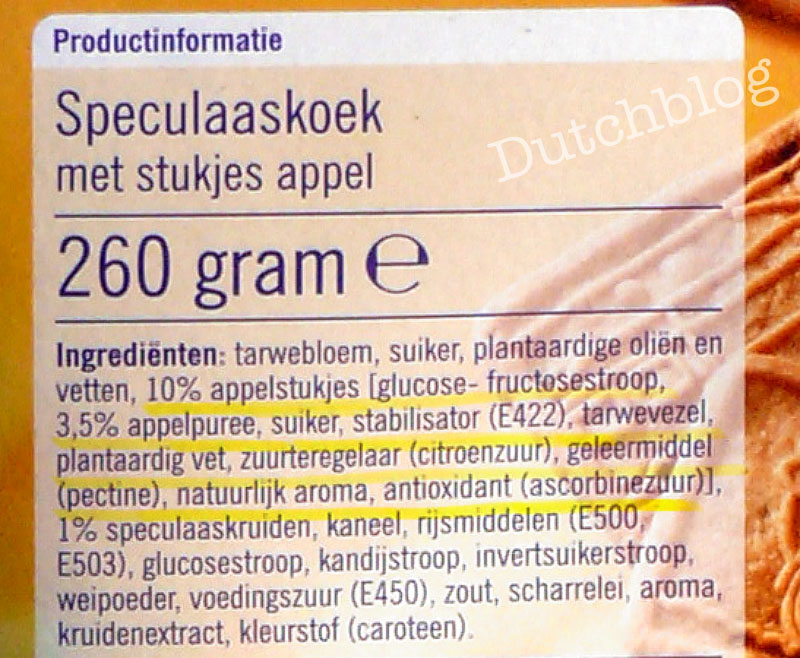 Productinformatie
Dutchblog
Speculaaskoek
met stukjes appel
260 gram ℮
Ingrediënten: tarwebloem, suiker, plantaardige oliën en
vetten, 10% appelstukjes [glucose- fructosestroop,
3,5% appelpuree, suiker, stabilisator (E422), tarwevezel,
plantaardig vet, zuurteregelaar (citroenzuur), geleermiddel
(pectine), natuurlijk aroma, antioxidant (ascorbinezuur)],
1% speculaaskruiden, kaneel, rijsmiddelen (E500,
E503), glucosestroop, kandijstroop, invertsuikerstroop,
weipoeder, voedingszuur (E450), zout, scharrelei, aroma,
kruidenextract, kleurstof (caroteen).